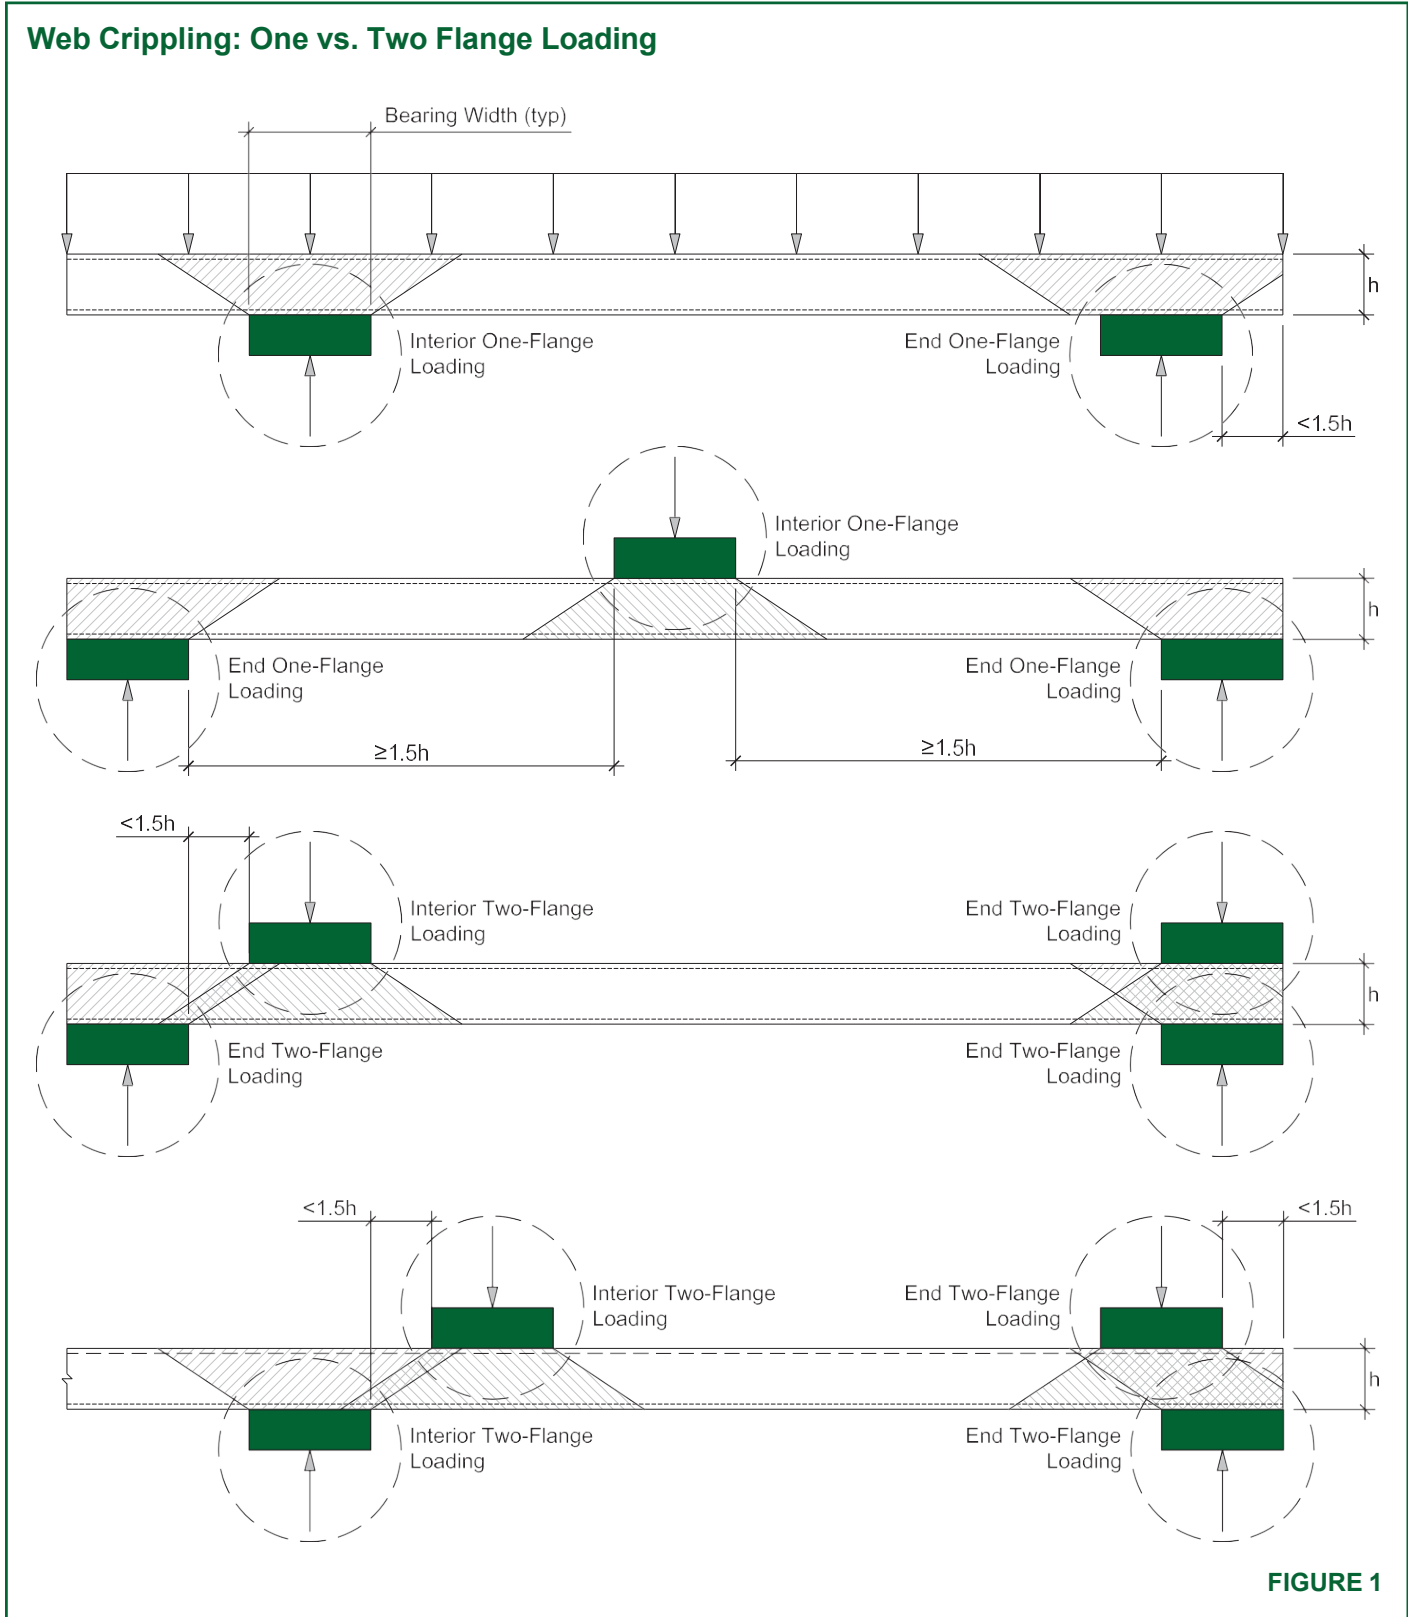 Web Crippling: One vs. Two Flange Loading
Bearing Width (typ)
h
Interior One-Flange
Loading
End One-Flange
Loading
<1.5h
Interior One-Flange
Loading
h
End One-Flange
Loading
End One-Flange
Loading
≥1.5h
≥1.5h
<1.5h
Interior Two-Flange
Loading
End Two-Flange
Loading
h
End Two-Flange
Loading
End Two-Flange
Loading
<1.5h
<1.5h
Interior Two-Flange
Loading
End Two-Flange
Loading
h
Interior Two-Flange
Loading
End Two-Flange
Loading
FIGURE 1